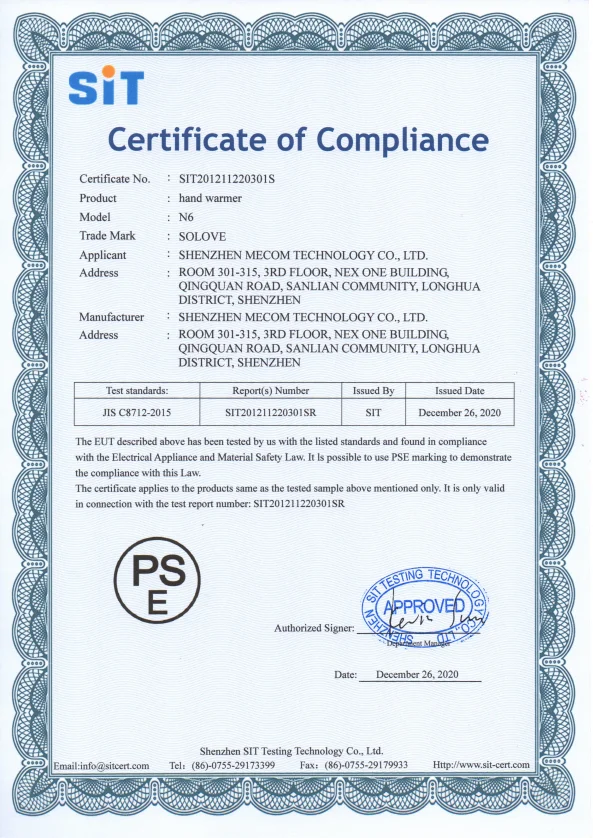 SiT
Certificate of Compliance
Certificate No. : SIT201211220301S
Product : hand warmer
Model : N6
Trade Mark : SOLOVE
Applicant : SHENZHEN MECOM TECHNOLOGY CO., LTD.
Address : ROOM 301-315, 3RD FLOOR, NEX ONE BUILDING,
QINGQUAN ROAD, SANLIAN COMMUNITY, LONGHUA
DISTRICT, SHENZHEN
Manufacturer : SHENZHEN MECOM TECHNOLOGY CO., LTD.
Address : ROOM 301-315, 3RD FLOOR, NEX ONE BUILDING,
QINGQUAN ROAD, SANLIAN COMMUNITY, LONGHUA
DISTRICT, SHENZHEN
Test standards: Report(s) Number Issued By Issued Date
JIS C8712-2015 SIT201211220301SR SIT December 26, 2020
The EUT described above has been tested by us with the listed standards and found in compliance
with the Electrical Appliance and Material Safety Law. It Is possible to use PSE marking to demonstrate
the compliance with this Law.
The certificate applies to the products same as the tested sample above mentioned only. It is only valid
in connection with the test report number: SIT201211220301SR
PS
E
SHENZHEN SIT TESTING TECHNOLOGY CO., LTD.
APPROVED
Authorized Signer:
Department Manager
Date: December 26, 2020
Shenzhen SIT Testing Technology Co., Ltd.
Email:info@sitcert.com Tel: (86)-0755-29173399 Fax: (86)-0755-29179933 Http://www.sit-cert.com